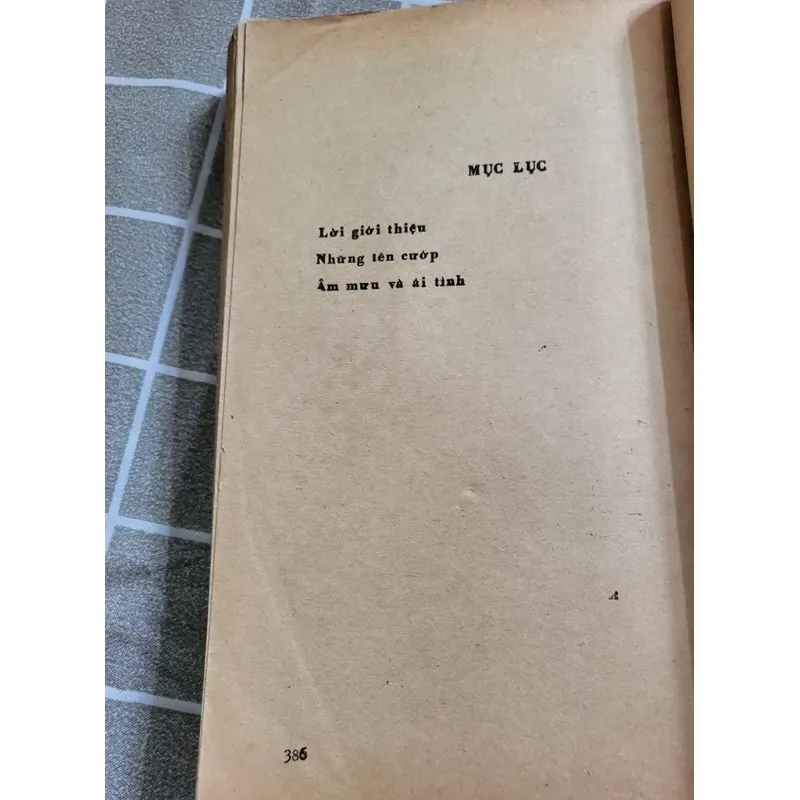 MỤC LỤC
Lời giới thiệu
Những tên cướp
Âm mưu và ái tình
386